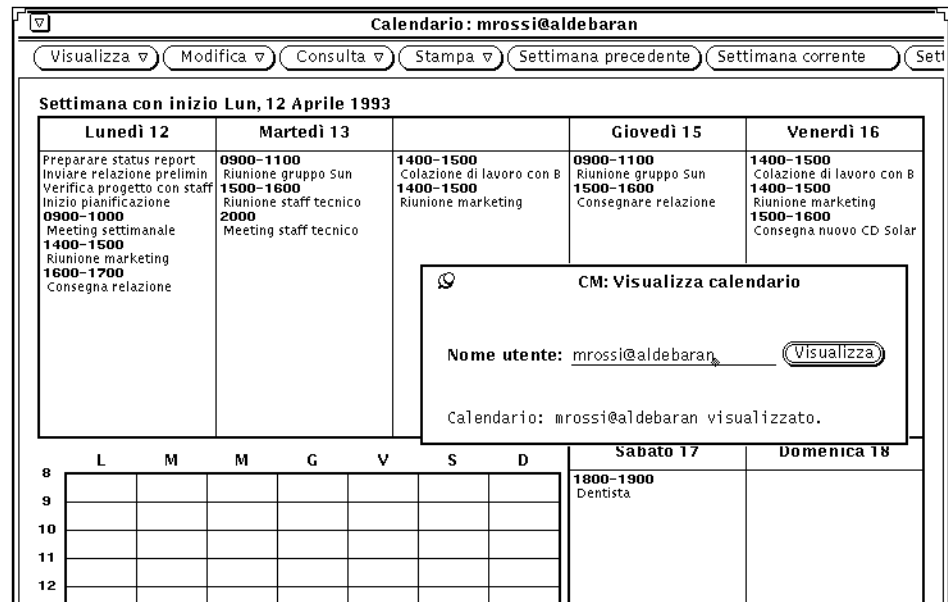 Calendario: mrossi@aldebaran
Visualizza Modifica Consulta Stampa Settimana precedente Settimana corrente
Settimana con inizio Lun, 12 Aprile 1993
Lunedì 12
Preparare status report
Inviare relazione prelimin
Verifica progetto con staff
Inizio pianificazione
0900-1000
Meeting settimanale
1400-1500
Riunione marketing
1600-1700
Consegna relazione
Martedì 13
0900-1100
Riunione gruppo Sun
1500-1600
Riunione staff tecnico
2000
Meeting staff tecnico
1400-1500
Colazione di lavoro con B
1400-1500
Riunione marketing
Giovedì 15
0900-1100
Riunione gruppo Sun
1500-1600
Consegnare relazione
Venerdì 16
1400-1500
Colazione di lavoro con B
1400-1500
Riunione marketing
1500-1600
Consegna nuovo CD Solar
CM: Visualizza calendario
Nome utente: mrossi@aldebaran Visualizza
Calendario: mrossi@aldebaran visualizzato.
L M M G V S D
8
9
10
11
12
Sabato 17
1800-1900
Dentista
Domenica 18